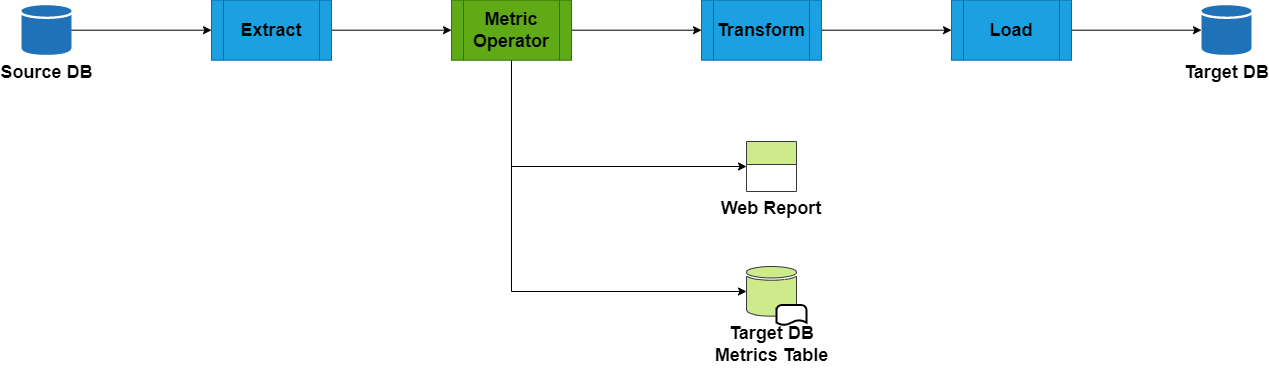 Extract
Metric
Operator
Transform
Load
Source DB
Target DB
Web Report
Target DB
Metrics Table